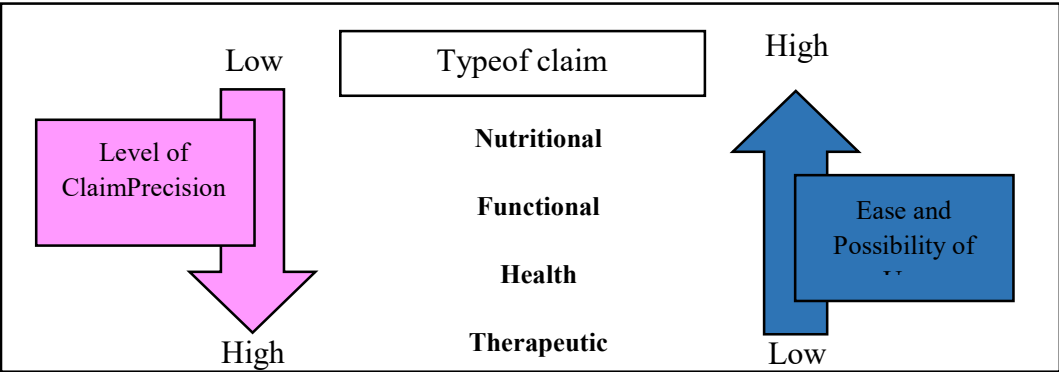 Low
Typeof claim
High
Level of
ClaimPrecision
Nutritional
Functional
Health
Therapeutic
Ease and
Possibility of
High
Low